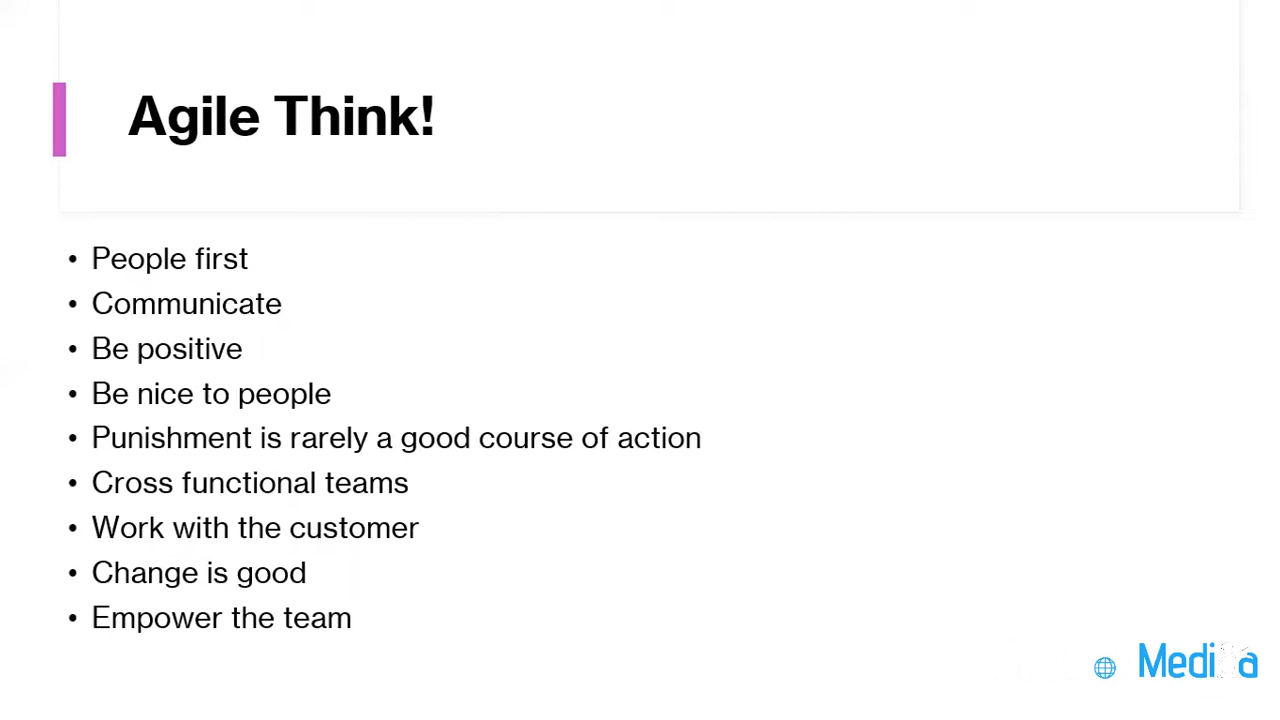 Agile Think!
• People first
• Communicate
• Be positive
• Be nice to people
• Punishment is rarely a good course of action
• Cross functional teams
• Work with the customer
• Change is good
• Empower the team